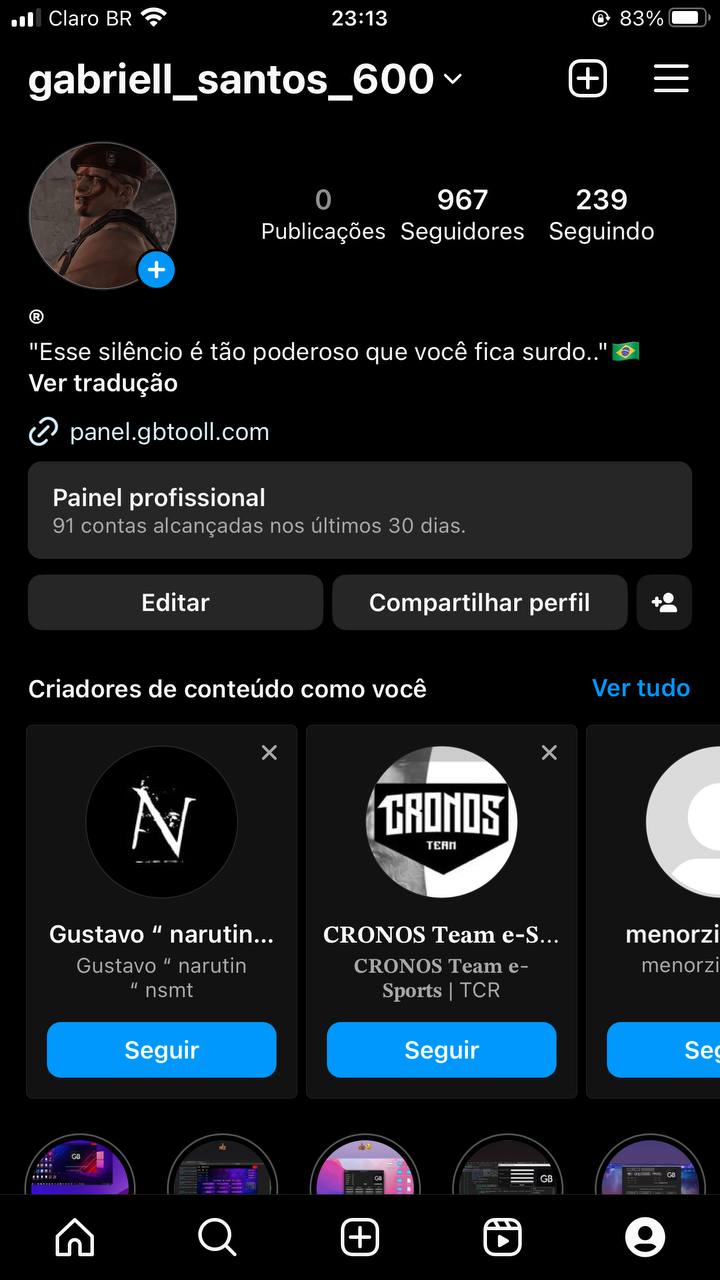 Claro BR 23:13 83%
gabriell_santos_600
0 967 239
Publicações Seguidores Seguindo
®
"Esse silêncio é tão poderoso que você fica surdo.."🇧🇷
Ver tradução
panel.gbtooll.com
Painel profissional
91 contas alcançadas nos últimos 30 dias.
Editar Compartilhar perfil
Criadores de conteúdo como você Ver tudo
N CRONOS
TEAM
Gustavo “ narutin... CRONOS Team e-S... menorzi
Gustavo “ narutin CRONOS Team e- menorzi
“ nsmt Sports | TCR
Seguir Seguir Seg
GB GB GB